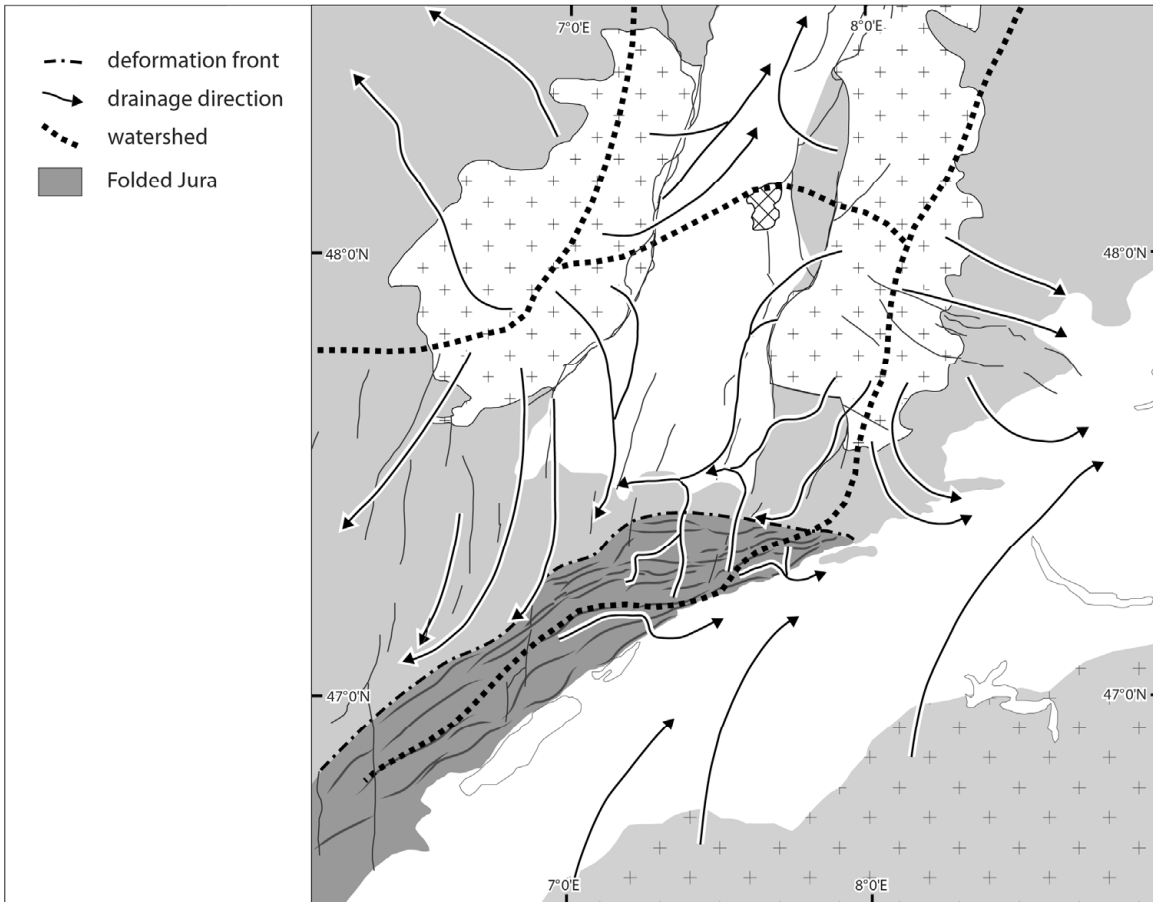 deformation front
drainage direction
watershed
Folded Jura
7°0'E
8°0'E
48°0'N
48°0'N
47°0'N
47°0'N
7°0'E
8°0'E